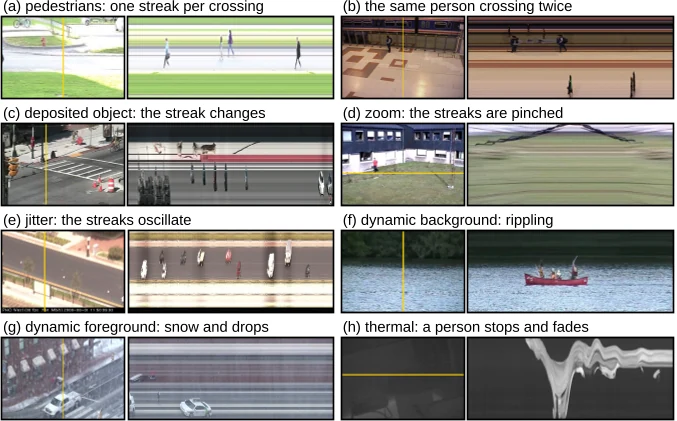 (a) pedestrians: one streak per crossing
(b) the same person crossing twice
(c) deposited object: the streak changes
(d) zoom: the streaks are pinched
(e) jitter: the streaks oscillate
(f) dynamic background: rippling
(g) dynamic foreground: snow and drops
(h) thermal: a person stops and fades